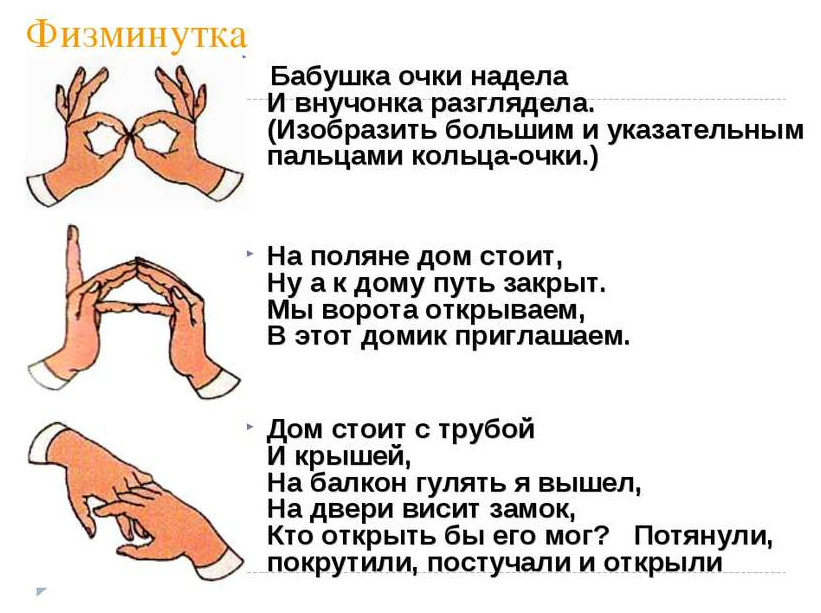 Физминутка
Бабушка очки надела
И внучонка разглядела.
(Изобразить большим и указательным
пальцами кольца-очки.)
На поляне дом стоит,
Ну а к дому путь закрыт.
Мы ворота открываем,
В этот домик приглашаем.
Дом стоит с трубой
И крышей,
На балкон гулять я вышел,
На двери висит замок,
Кто открыть бы его мог? Потянули,
покрутили, постучали и открыли